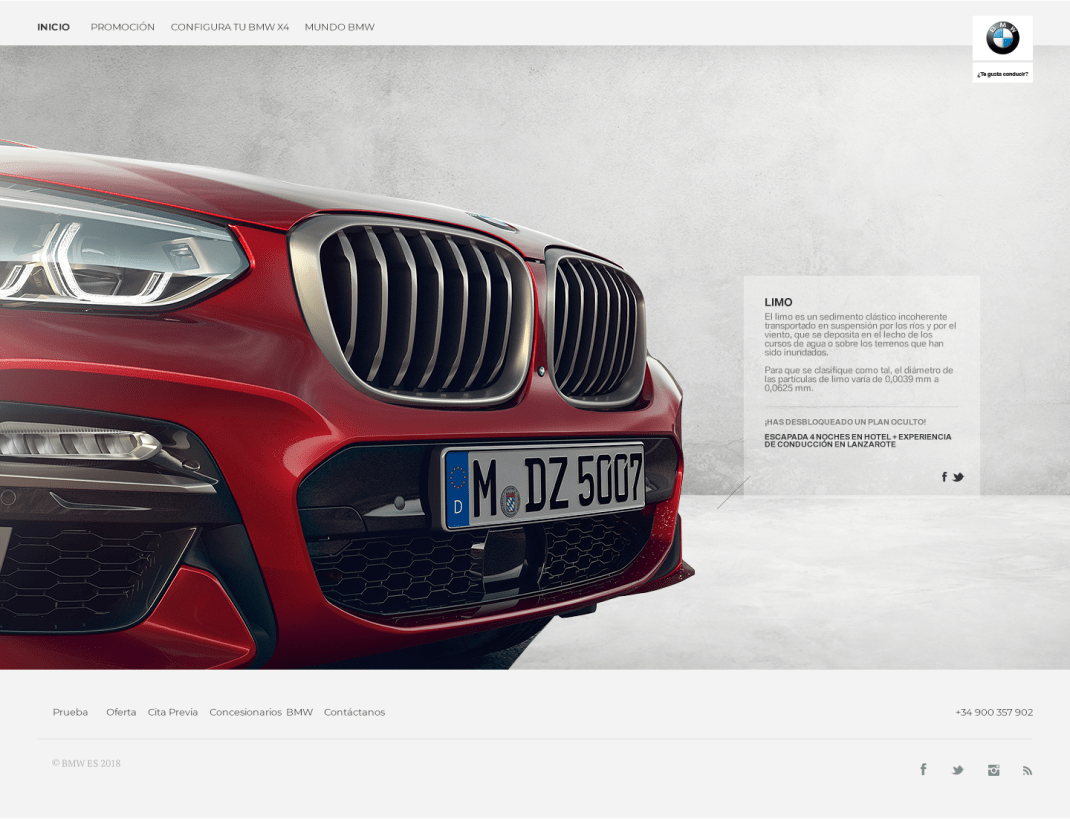 INICIO PROMOCIÓN CONFIGURA TU BMW X4 MUNDO BMW
BMW
¿Te gusta conducir?
LIMO
El limo es un sedimento clástico incoherente
transportado en suspensión por los ríos y por el
viento, que se deposita en el lecho de los
cursos de agua o sobre los terrenos que han
sido inundados.
Para que se clasifique como tal, el diámetro de
las partículas de limo varía de 0,0039 mm a
0,0625 mm.
¡HAS DESBLOQUEADO UN PLAN OCULTO!
ESCAPADA 4 NOCHES EN HOTEL + EXPERIENCIA
DE CONDUCCIÓN EN LANZAROTE
D M DZ 5007
Prueba Oferta Cita Previa Concesionarios BMW Contáctanos +34 900 357 902
© BMW ES 2018